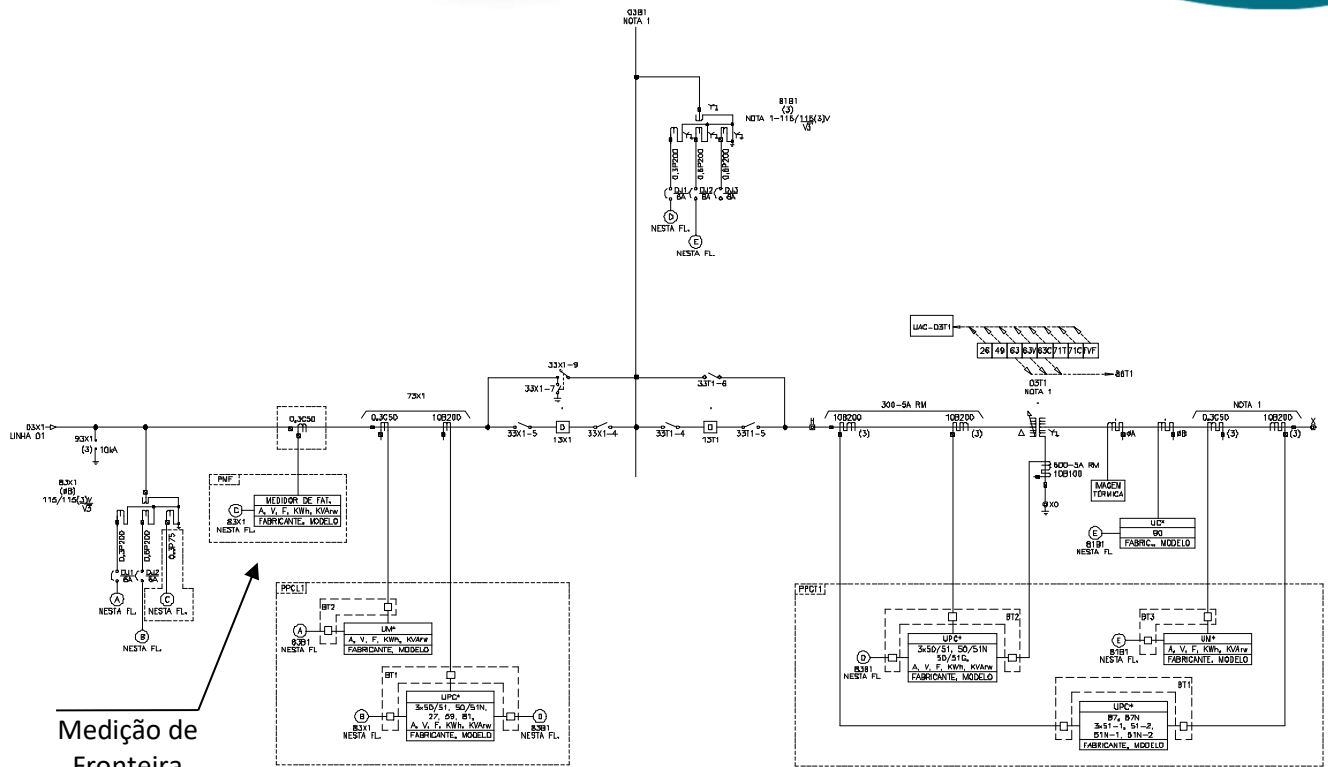 03B1
NOTA 1
81B1
(3)
NOTA 1-115/115(3)V
√3
0,3P200
0,6P200
0,6P200
DJ1
6A
DJ2
6A
DJ3
6A
D
NESTA FL.
E
NESTA FL.
UAC-03T1
26
49
63
63V
63C
71T
71C
TVF
86T1
03T1
NOTA 1
33X1-9
33X1-7
33T1-6
73X1
0,3C50
0,3C50
10B200
33X1-5
D
13X1
33X1-4
33T1-4
D
13T1
33T1-5
300-5A RM
10B200
(3)
10B200
(3)
NOTA 1
0,3C50
(3)
10B200
(3)
H
X
øA
øB
03X1
LINHA 01
93X1
(3)
10kA
83X1
(øB)
115/115(3)V
√3
0,3P200
0,6P200
0,3P75
DJ1
6A
DJ2
6A
A
NESTA FL.
B
NESTA FL.
C
NESTA FL.
PMF
C
83X1
NESTA FL.
MEDIDOR DE FAT.
A, V, F, KWh, KVArw
FABRICANTE, MODELO
600-5A RM
10B100
X0
IMAGEM
TÉRMICA
E
81B1
NESTA FL.
UC*
90
FABRIC., MODELO
PPCL1
BT2
A
83B1
NESTA FL.
UM*
A, V, F, KWh, KVArw
FABRICANTE, MODELO
BT1
B
83X1
NESTA FL.
UPC*
3x50/51, 50/51N,
27, 59, 81,
A, V, F, KWh, KVArw
FABRICANTE, MODELO
D
83B1
NESTA FL.
PPCT1
BT2
D
83B1
NESTA FL.
UPC*
3x50/51, 50/51N
50/51G,
A, V, F, KWh, KVArw
FABRICANTE, MODELO
BT3
E
81B1
NESTA FL.
UM*
A, V, F, KWh, KVArw
FABRICANTE, MODELO
BT1
UPC*
87, 87N
3x51-1, 51-2,
51N-1, 51N-2
FABRICANTE, MODELO
Medição de
Fronteira